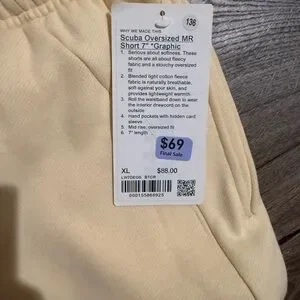 136
WHY WE MADE THIS
Scuba Oversized MR
Short 7" *Graphic
1. Serious about softness. These
shorts are all about fleecy
fabric and a slouchy oversized
fit
2. Blended light cotton fleece
fabric is naturally breathable,
soft against your skin, and
provides lightweight warmth.
3. Roll the waistband down to wear
the interior drawcord on the
outside
4. Hand pockets with hidden card
sleeve
5. Mid rise, oversized fit
6. 7" length
$69
Final Sale
XL $88.00